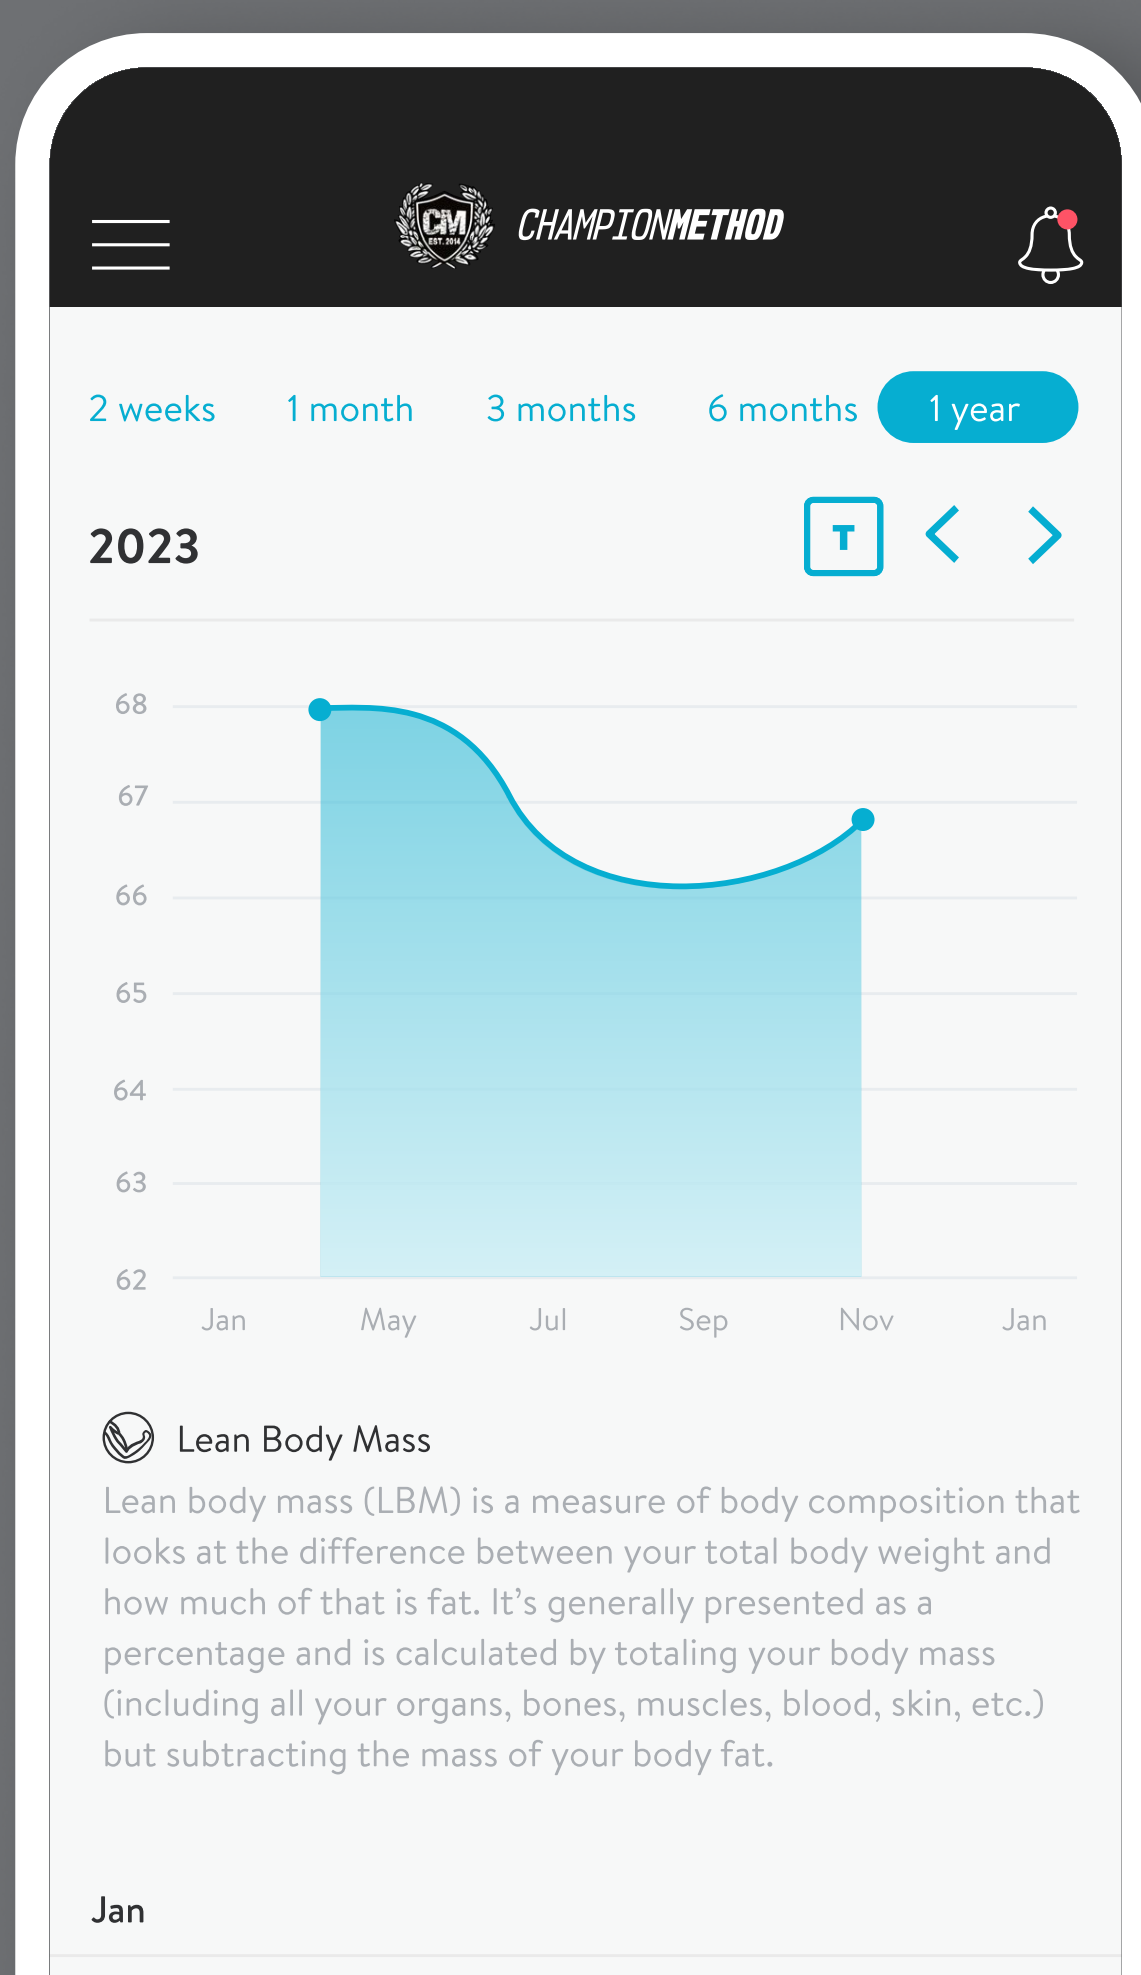 CM
EST. 2014
CHAMPIONMETHOD
2 weeks 1 month 3 months 6 months 1 year
2023
T
68
67
66
65
64
63
62
Jan May Jul Sep Nov Jan
Lean Body Mass
Lean body mass (LBM) is a measure of body composition that
looks at the difference between your total body weight and
how much of that is fat. It’s generally presented as a
percentage and is calculated by totaling your body mass
(including all your organs, bones, muscles, blood, skin, etc.)
but subtracting the mass of your body fat.
Jan